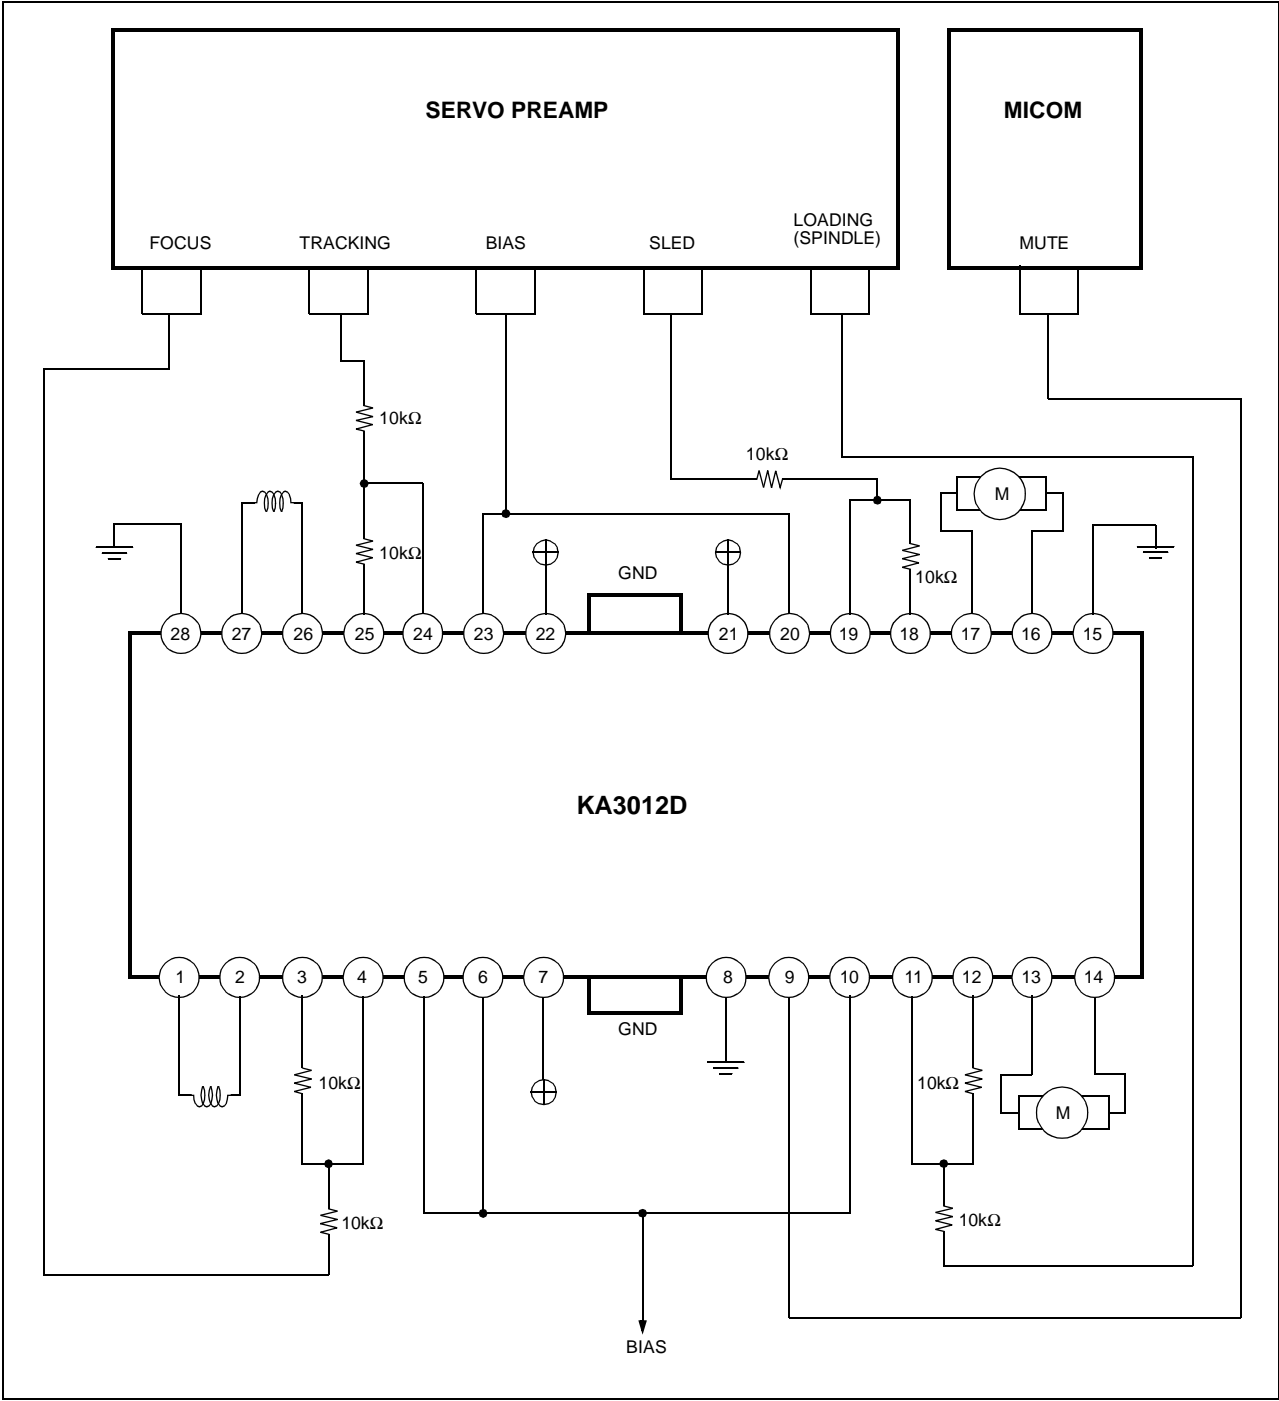 SERVO PREAMP
MICOM
FOCUS
TRACKING
BIAS
SLED
LOADING
(SPINDLE)
MUTE
10kΩ
10kΩ
M
10kΩ
GND
10kΩ
28
27
26
25
24
23
22
21
20
19
18
17
16
15
KA3012D
1
2
3
4
5
6
7
8
9
10
11
12
13
14
GND
10kΩ
10kΩ
M
10kΩ
10kΩ
BIAS